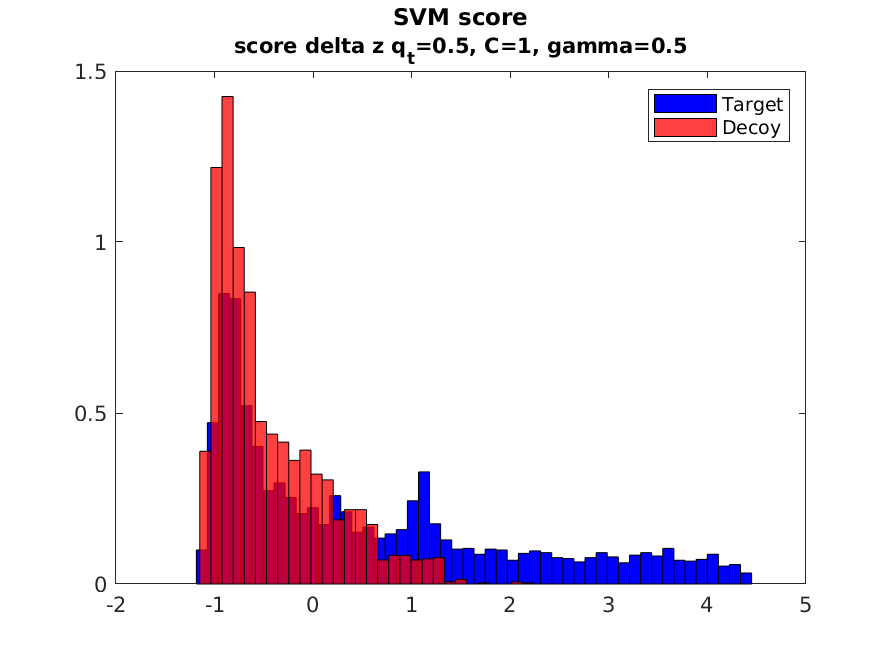 SVM score
score delta z q_t=0.5, C=1, gamma=0.5
1.5
Target
Decoy
1
0.5
0
-2 -1 0 1 2 3 4 5